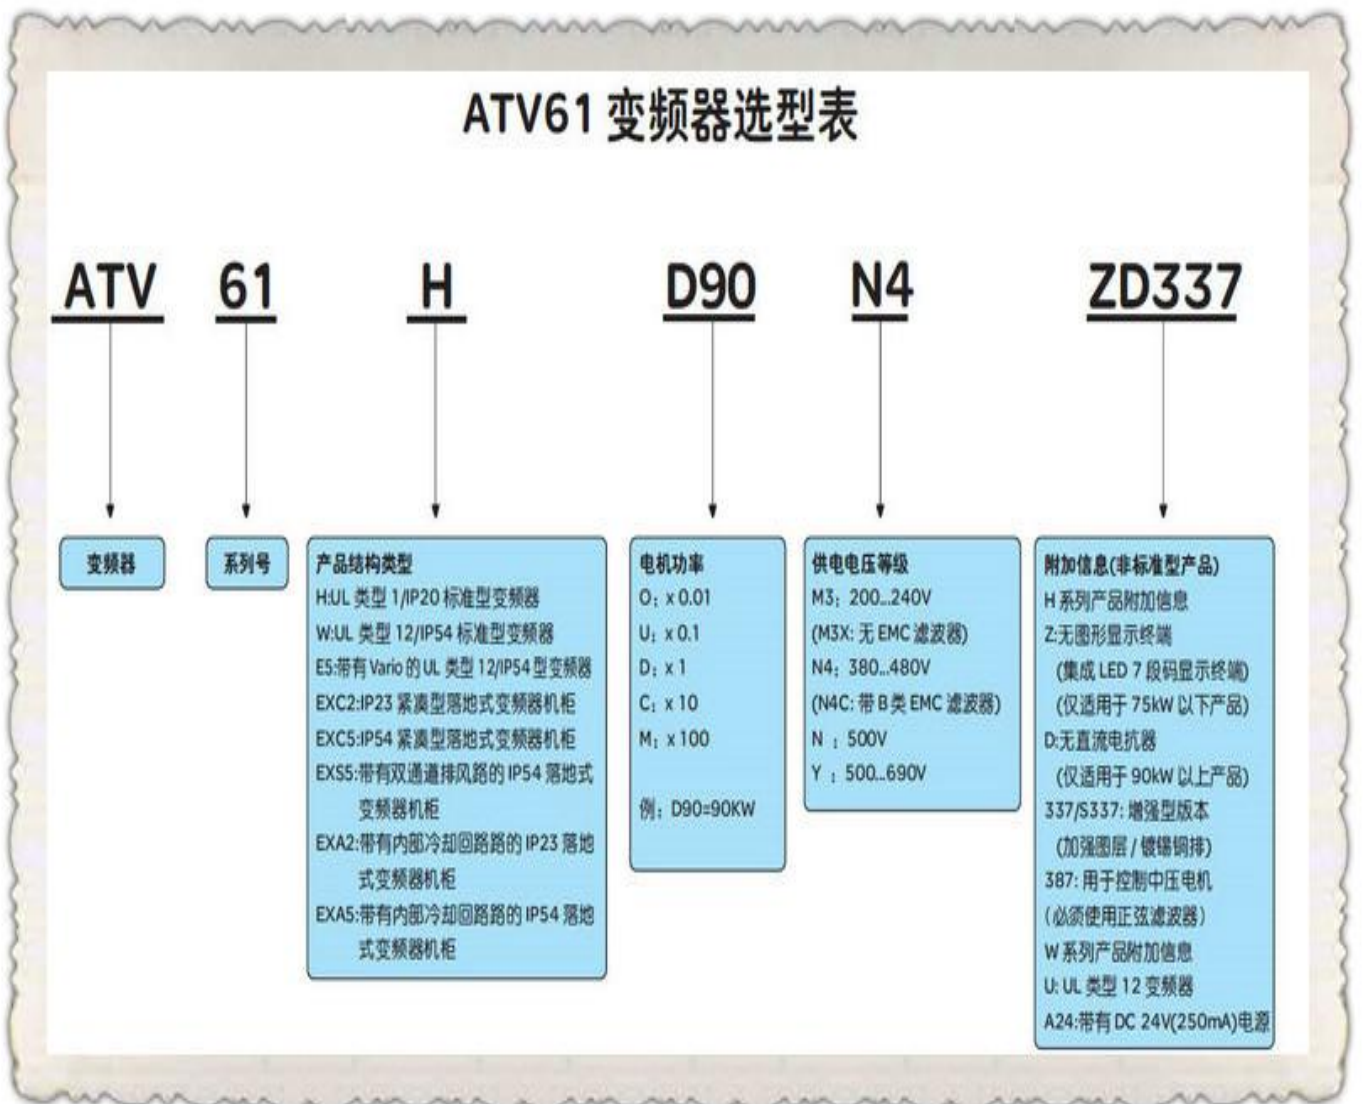 ATV61 变频器选型表
ATV 61 H D90 N4 ZD337
变频器
系列号
产品结构类型
H:UL 类型 1/IP20 标准型变频器
W:UL 类型 12/IP54 标准型变频器
E5:带有 Vario 的 UL 类型 12/IP54 型变频器
EXC2:IP23 紧凑型落地式变频器机柜
EXC5:IP54 紧凑型落地式变频器机柜
EXS5:带有双通道排风路的 IP54 落地式
变频器机柜
EXA2:带有内部冷却回路路的 IP23 落地
式变频器机柜
EXA5:带有内部冷却回路路的 IP54 落地
式变频器机柜
电机功率
O: x 0.01
U: x 0.1
D: x 1
C: x 10
M: x 100
例: D90=90KW
供电电压等级
M3: 200...240V
(M3X: 无 EMC 滤波器)
N4: 380...480V
(N4C: 带 B 类 EMC 滤波器)
N : 500V
Y : 500...690V
附加信息(非标准型产品)
H 系列产品附加信息
Z:无图形显示终端
(集成 LED 7 段码显示终端)
(仅适用于 75kW 以下产品)
D:无直流电抗器
(仅适用于 90kW 以上产品)
337/S337: 增强型版本
(加强图层 / 镀锡铜排)
387: 用于控制中压电机
(必须使用正弦滤波器)
W 系列产品附加信息
U: UL 类型 12 变频器
A24:带有 DC 24V(250mA)电源